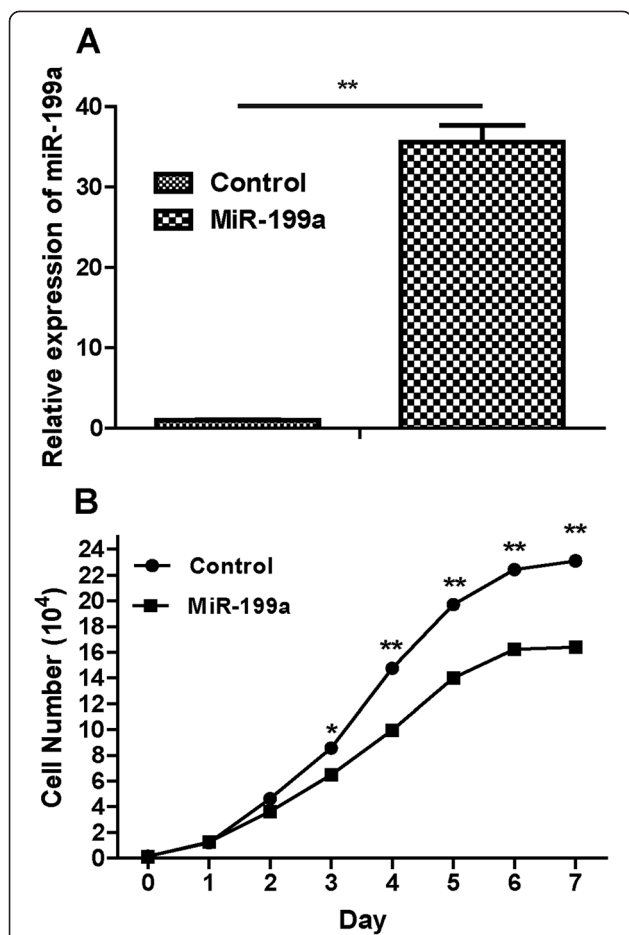 A
Relative expression of miR-199a
**
40
30
20
10
0
Control
MiR-199a
B
Cell Number (10⁴)
24
22
20
18
16
14
12
10
8
6
4
2
0
Control
MiR-199a
*
**
**
**
**
0 1 2 3 4 5 6 7
Day